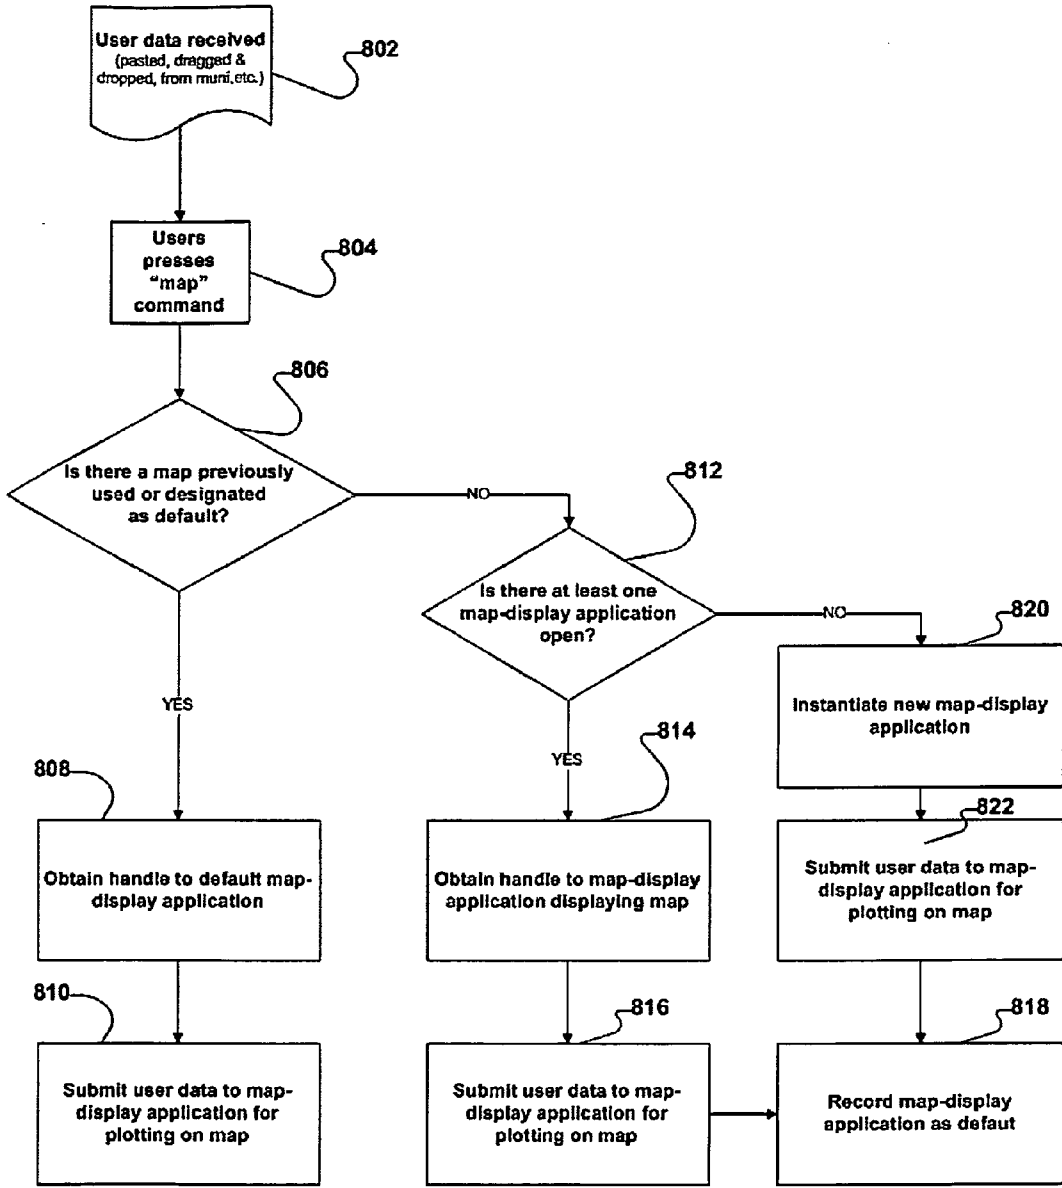 User data received
(pasted, dragged &
dropped, from muni,etc.)
802
Users
presses
"map"
command
804
806
Is there a map previously
used or designated
as default?
NO
812
Is there at least one
map-display application
open?
NO
820
Instantiate new map-display
application
YES
YES
814
808
822
Obtain handle to default map-
display application
Obtain handle to map-display
application displaying map
Submit user data to map-
display application for
plotting on map
810
816
818
Submit user data to map-
display application for
plotting on map
Submit user data to map-
display application for
plotting on map
Record map-display
application as defaut